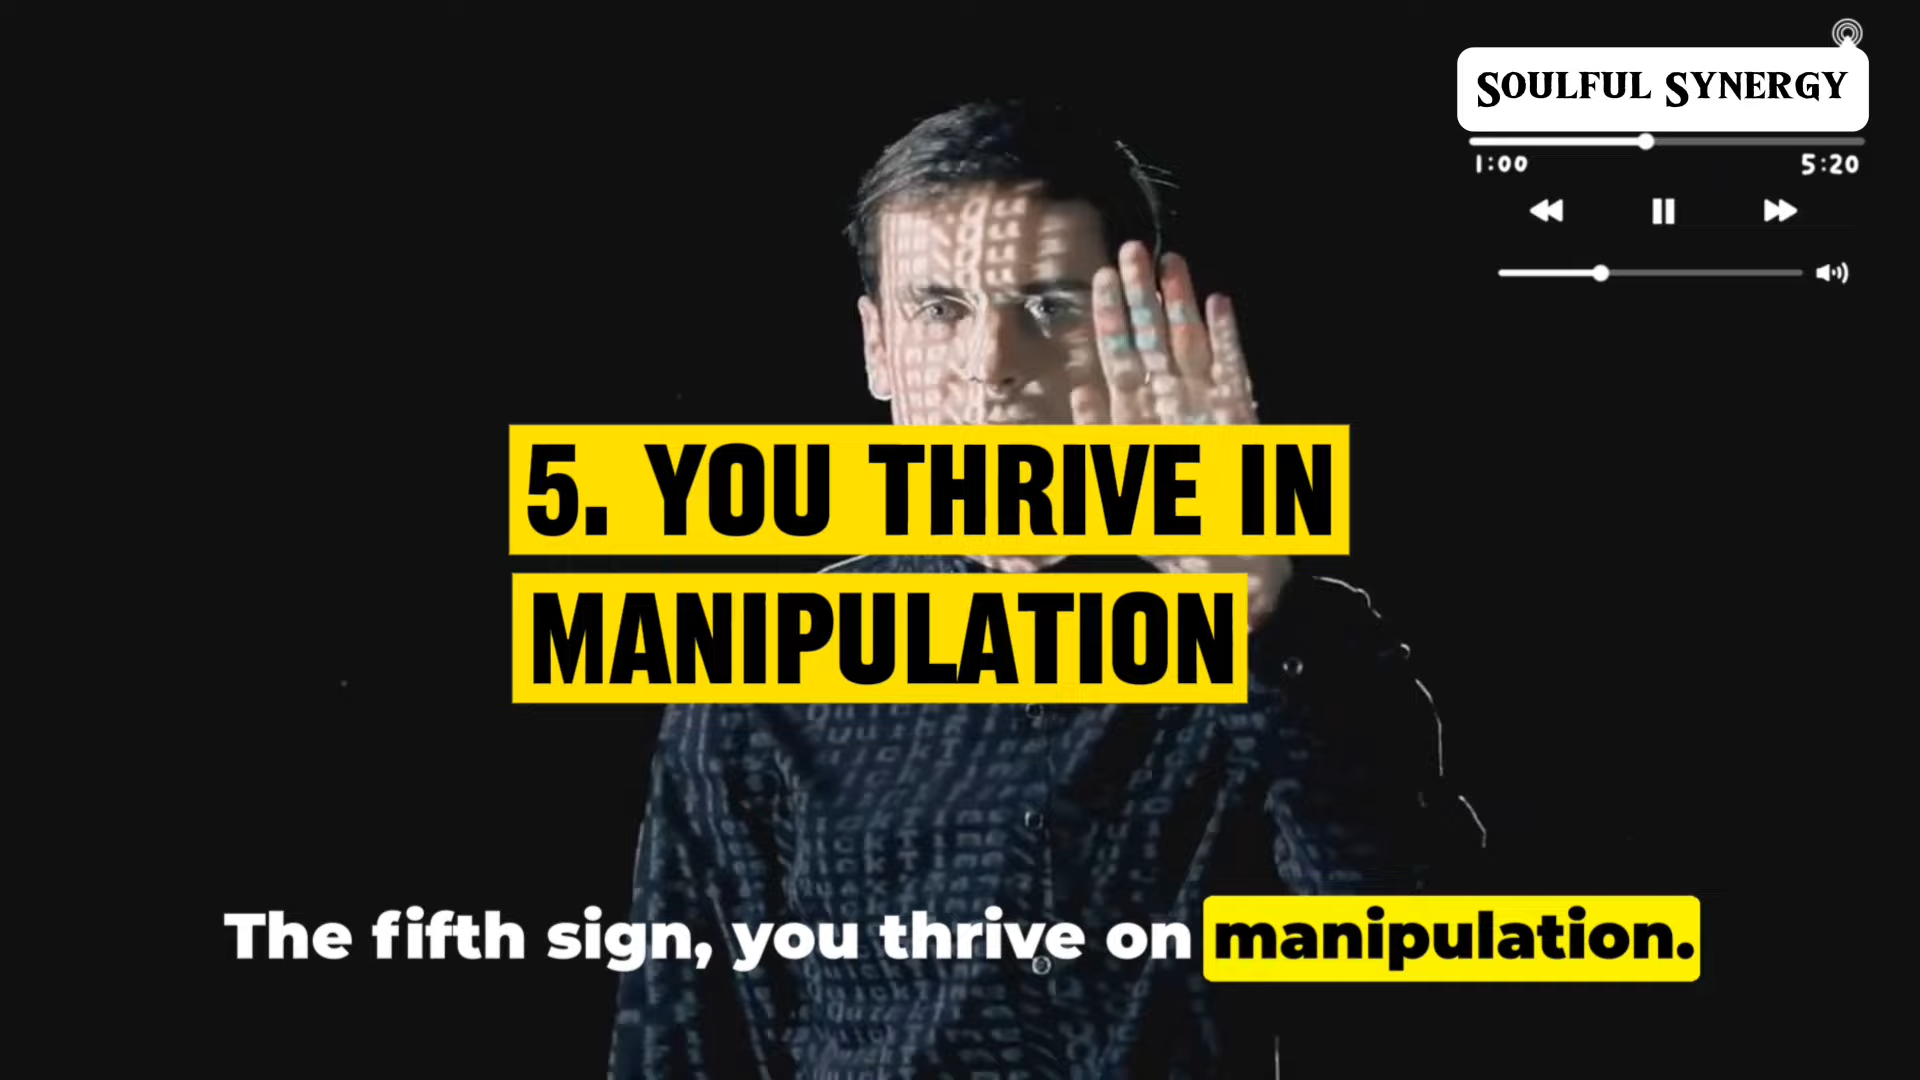 SOULFUL SYNERGY
1:00
5:20
5. YOU THRIVE IN
MANIPULATION
The fifth sign, you thrive on manipulation.